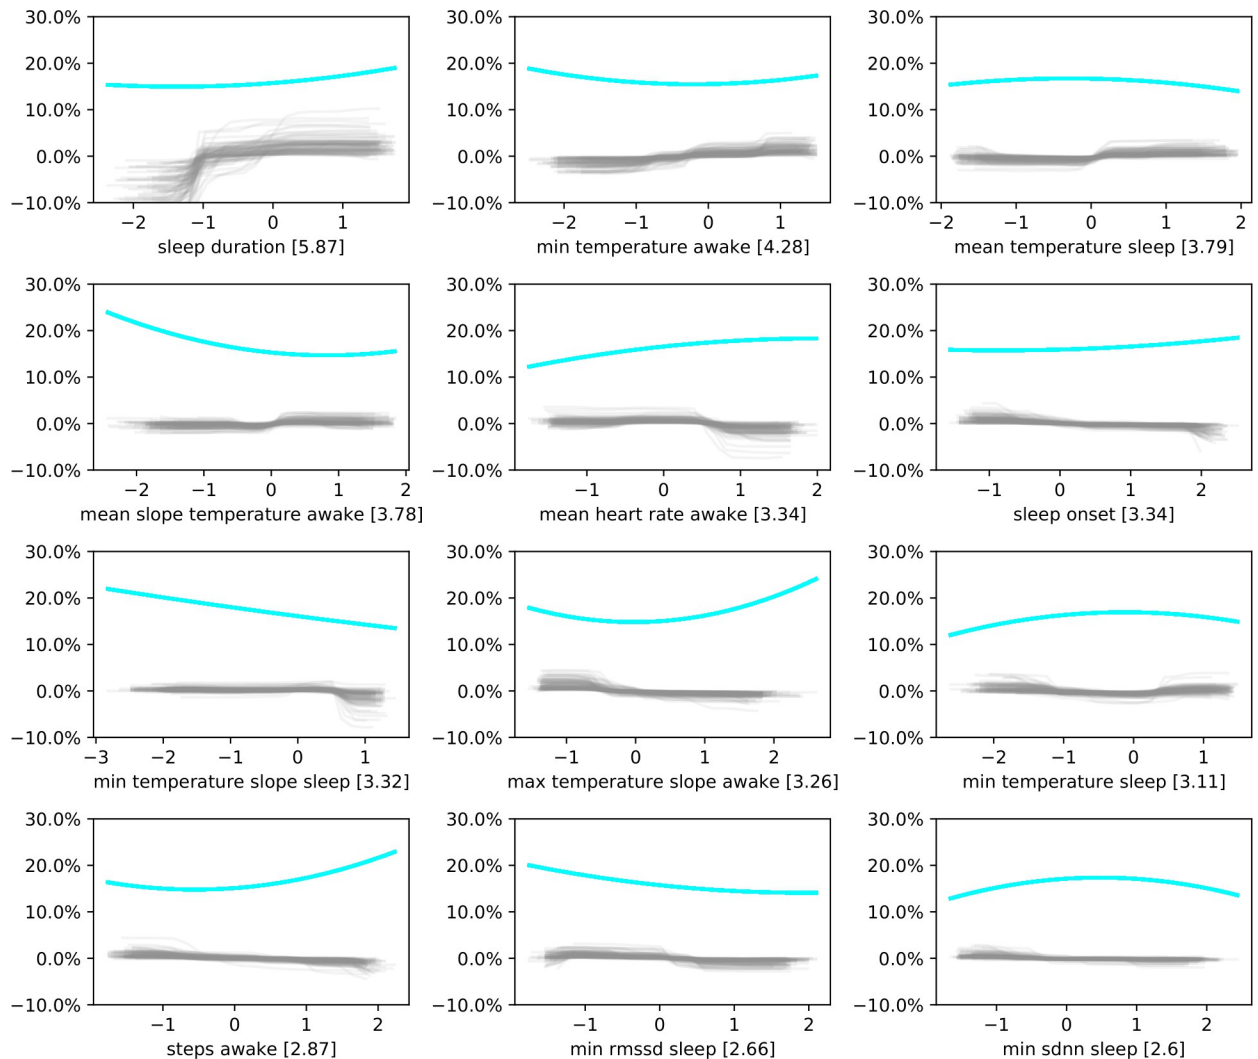 30.0%
20.0%
10.0%
0.0%
−10.0%
−2 −1 0 1
sleep duration [5.87]
30.0%
20.0%
10.0%
0.0%
−10.0%
−2 −1 0 1
min temperature awake [4.28]
30.0%
20.0%
10.0%
0.0%
−10.0%
−2 −1 0 1 2
mean temperature sleep [3.79]
30.0%
20.0%
10.0%
0.0%
−10.0%
−2 −1 0 1 2
mean slope temperature awake [3.78]
30.0%
20.0%
10.0%
0.0%
−10.0%
−1 0 1 2
mean heart rate awake [3.34]
30.0%
20.0%
10.0%
0.0%
−10.0%
−1 0 1 2
sleep onset [3.34]
30.0%
20.0%
10.0%
0.0%
−10.0%
−3 −2 −1 0 1
min temperature slope sleep [3.32]
30.0%
20.0%
10.0%
0.0%
−10.0%
−1 0 1 2
max temperature slope awake [3.26]
30.0%
20.0%
10.0%
0.0%
−10.0%
−2 −1 0 1
min temperature sleep [3.11]
30.0%
20.0%
10.0%
0.0%
−10.0%
−1 0 1 2
steps awake [2.87]
30.0%
20.0%
10.0%
0.0%
−10.0%
−1 0 1 2
min rmssd sleep [2.66]
30.0%
20.0%
10.0%
0.0%
−10.0%
−1 0 1 2
min sdnn sleep [2.6]